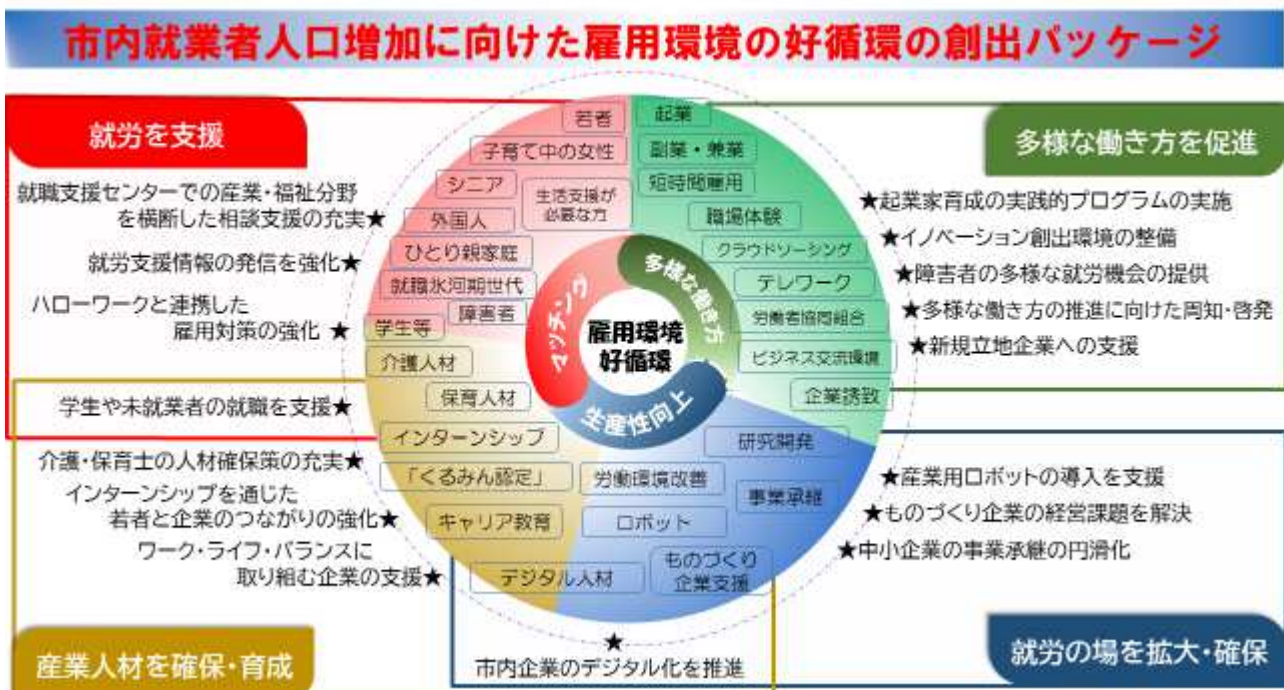 市内就業者人口増加に向けた雇用環境の好循環の創出パッケージ
就労を支援
就職支援センターでの産業・福祉分野
を横断した相談支援の充実★
就労支援情報の発信を強化★
ハローワークと連携した
雇用対策の強化 ★
学生や未就業者の就職を支援★
介護・保育士の人材確保策の充実★
インターンシップを通じた
若者と企業のつながりの強化★
ワーク・ライフ・バランスに
取り組む企業の支援★
産業人材を確保・育成
若者
子育て中の女性
シニア
生活支援が
必要な方
外国人
ひとり親家庭
就職氷河期世代
障害者
学生等
介護人材
保育人材
インターンシップ
「くるみん認定」
キャリア教育
デジタル人材
起業
副業・兼業
短時間雇用
職場体験
クラウドソーシング
テレワーク
労働者協同組合
ビジネス交流環境
企業誘致
研究開発
労働環境改善
事業承継
ロボット
ものづくり
企業支援
マッチング
多様な働き方
生産性向上
雇用環境
好循環
多様な働き方を促進
★起業家育成の実践的プログラムの実施
★イノベーション創出環境の整備
★障害者の多様な就労機会の提供
★多様な働き方の推進に向けた周知・啓発
★新規立地企業への支援
★産業用ロボットの導入を支援
★ものづくり企業の経営課題を解決
★中小企業の事業承継の円滑化
就労の場を拡大・確保
★
市内企業のデジタル化を推進